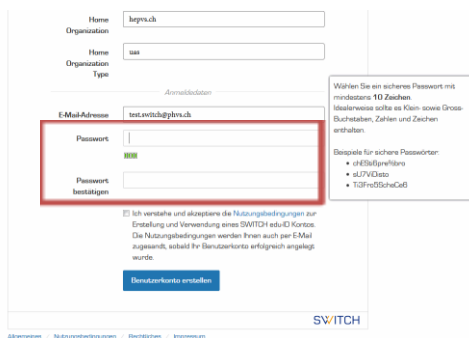 Home
Organization
hepvs.ch
Home
Organization
Type
uas
Anmeldedaten
E-Mail-Adresse
test.switch@phvs.ch
Passwort
Passwort
bestätigen
Wählen Sie ein sicheres Passwort mit
mindestens 10 Zeichen.
Idealerweise sollte es Klein- sowie Gross-
Buchstaben, Zahlen und Zeichen
enthalten.
Beispiele für sichere Passwörter:
Ich verstehe und akzeptiere die Nutzungsbedingungen zur
Erstellung und Verwendung eines SWITCH edu-ID Kontos.
Die Nutzungsbedingungen werden Ihnen auch per E-Mail
zugesandt, sobald Ihr Benutzerkonto erfolgreich angelegt
wurde.
Benutzerkonto erstellen
SWITCH
Allgemeines / Nutzungsbedingungen / Rechtliches / Impressum